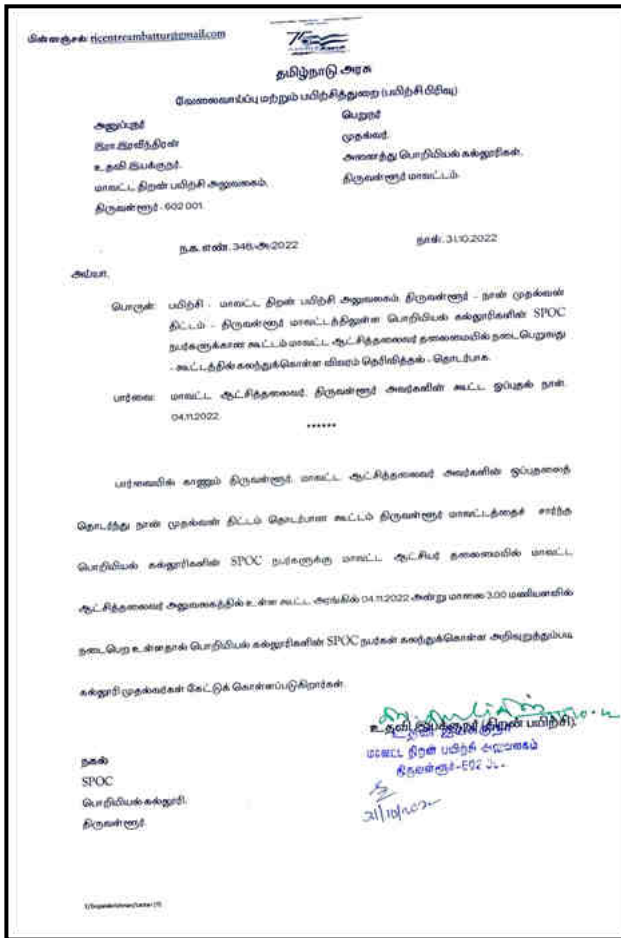 மின்னஞ்சல்: ricentreambattur@gmail.com
தமிழ்நாடு அரசு
வேலைவாய்ப்பு மற்றும் பயிற்சித்துறை (பயிற்சி பிரிவு)
அனுப்புநர்
இரா.இரவீந்திரன்
உதவி இயக்குநர்,
மாவட்ட திறன் பயிற்சி அலுவலகம்,
திருவள்ளூர் - 602 001.
பெறுநர்
முதல்வர்,
அனைத்து பொறியியல் கல்லூரிகள்,
திருவள்ளூர் மாவட்டம்.
ந.க. எண். 346/அ/2022
நாள். 31.10.2022
அய்யா,
பொருள்: பயிற்சி - மாவட்ட திறன் பயிற்சி அலுவலகம், திருவள்ளூர் - நான் முதல்வன்
திட்டம் - திருவள்ளூர் மாவட்டத்திலுள்ள பொறியியல் கல்லூரிகளின் SPOC
நபர்களுக்கான கூட்டம் மாவட்ட ஆட்சித்தலைவர் தலைமையில் நடைபெறுவது
- கூட்டத்தில் கலந்துகொள்ள விவரம் தெரிவித்தல் - தொடர்பாக.
பார்வை: மாவட்ட ஆட்சித்தலைவர், திருவள்ளூர் அவர்களின் கூட்ட ஒப்புதல் நாள்.
04.11.2022.
******
பார்வையில் காணும் திருவள்ளூர், மாவட்ட ஆட்சித்தலைவர் அவர்களின் ஒப்புதலைத்
தொடர்ந்து நான் முதல்வன் திட்டம் தொடர்பான கூட்டம் திருவள்ளூர் மாவட்டத்தைச் சார்ந்த
பொறியியல் கல்லூரிகளின் SPOC நபர்களுக்கு மாவட்ட ஆட்சியர் தலைமையில் மாவட்ட
ஆட்சித்தலைவர் அலுவலகத்தில் உள்ள கூட்ட அரங்கில் 04.11.2022 அன்று மாலை 3.00 மணியளவில்
நடைபெற உள்ளதால் பொறியியல் கல்லூரிகளின் SPOC நபர்கள் கலந்துகொள்ள அறிவுறுத்தும்படி
கல்லூரி முதல்வர்கள் கேட்டுக் கொள்ளப்படுகிறார்கள்.
உதவி இயக்குநர் (திறன் பயிற்சி),
உதவி இயக்குநர்
மாவட்ட திறன் பயிற்சி அலுவலகம்
திருவள்ளூர்-602
நகல்
SPOC
பொறியியல் கல்லூரி,
திருவள்ளூர்.